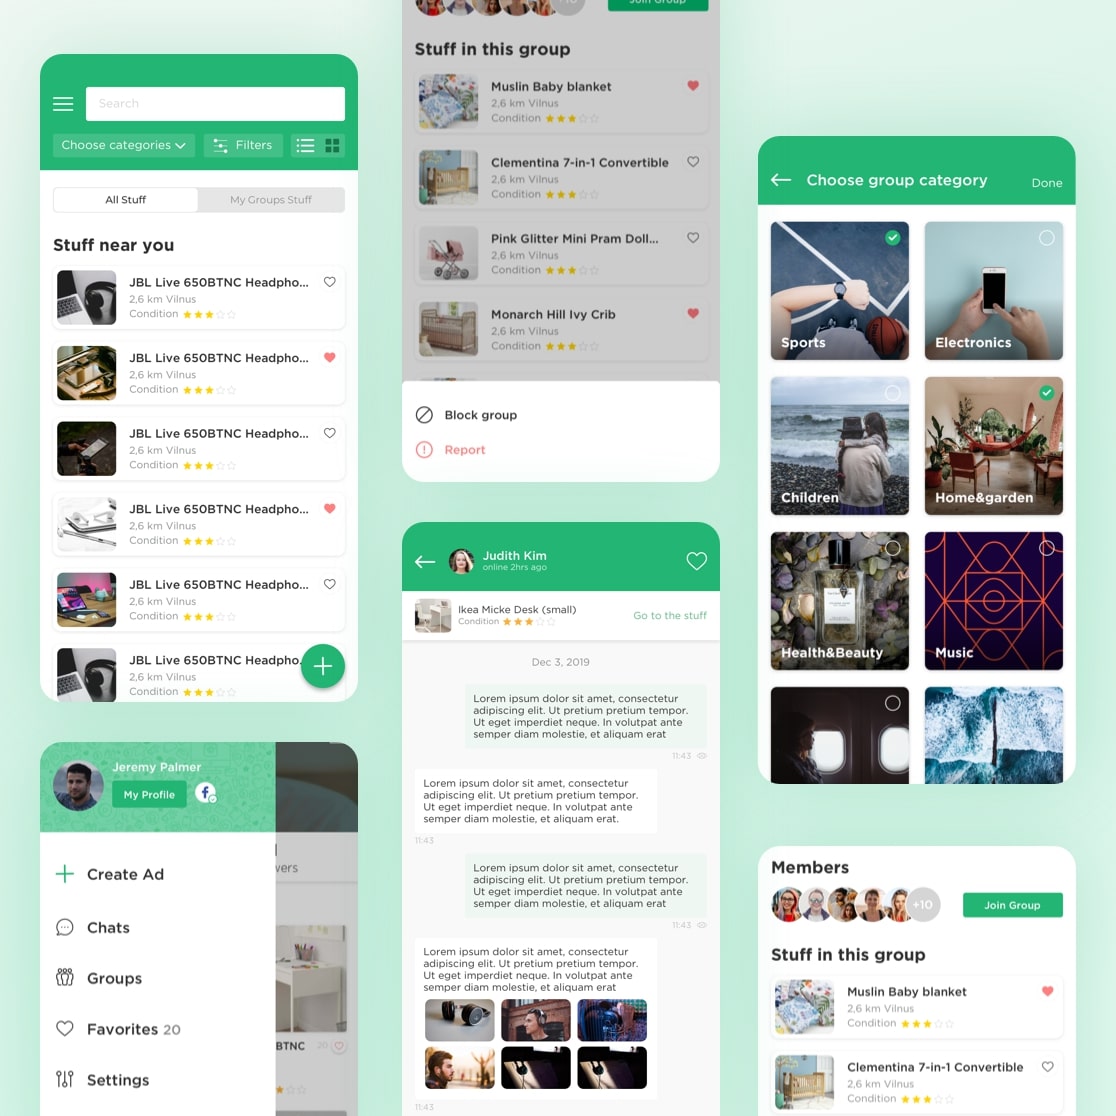 Search
Choose categories
Filters
All Stuff
My Groups Stuff
Stuff near you
JBL Live 650BTNC Headpho...
2,6 km Vilnus
Condition
JBL Live 650BTNC Headpho...
2,6 km Vilnus
Condition
JBL Live 650BTNC Headpho...
2,6 km Vilnus
Condition
JBL Live 650BTNC Headpho...
2,6 km Vilnus
Condition
JBL Live 650BTNC Headpho...
2,6 km Vilnus
Condition
JBL Live 650BTNC Headpho.
2,6 km Vilnus
Condition
Jeremy Palmer
My Profile
Create Ad
Chats
Groups
Favorites 20
Settings
wers
BTNC 20
+10
Join Group
Stuff in this group
Muslin Baby blanket
2,6 km Vilnus
Condition
Clementina 7-in-1 Convertible
2,6 km Vilnus
Condition
Pink Glitter Mini Pram Doll...
2,6 km Vilnus
Condition
Monarch Hill Ivy Crib
2,6 km Vilnus
Condition
Block group
Report
Judith Kim
online 2hrs ago
Ikea Micke Desk (small)
Condition
Go to the stuff
Dec 3, 2019
Lorem ipsum dolor sit amet, consectetur
adipiscing elit. Ut pretium pretium tempor.
Ut eget imperdiet neque. In volutpat ante
semper diam molestie, et aliquam erat
11:43
Lorem ipsum dolor sit amet, consectetur
adipiscing elit. Ut pretium pretium tempor.
Ut eget imperdiet neque. In volutpat ante
semper diam molestie, et aliquam erat.
11:43
Lorem ipsum dolor sit amet, consectetur
adipiscing elit. Ut pretium pretium tempor.
Ut eget imperdiet neque. In volutpat ante
semper diam molestie, et aliquam erat
11:43
Lorem ipsum dolor sit amet, consectetur
adipiscing elit. Ut pretium pretium tempor.
Ut eget imperdiet neque. In volutpat ante
semper diam molestie, et aliquam erat
11:43
Choose group category
Done
Sports
Electronics
Children
Home&garden
Health&Beauty
Music
Members
+10
Join Group
Stuff in this group
Muslin Baby blanket
2,6 km Vilnus
Condition
Clementina 7-in-1 Convertible
2,6 km Vilnus
Condition